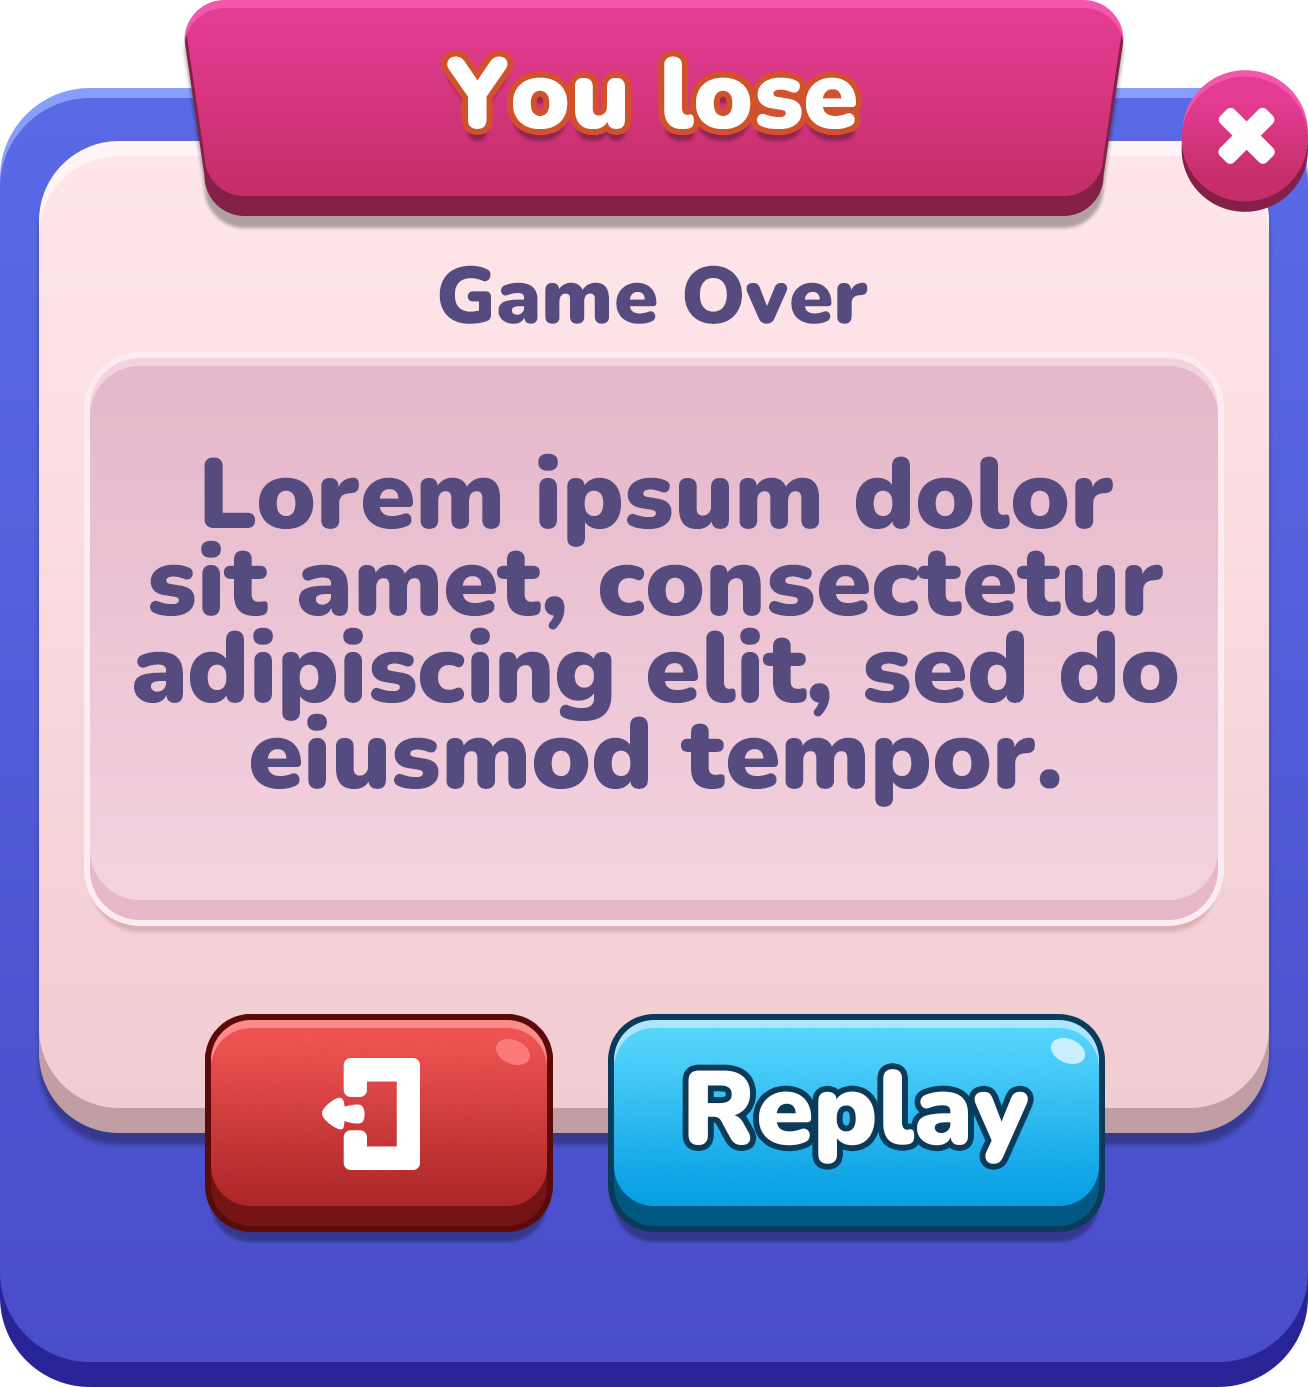 You lose
Game Over
Lorem ipsum dolor
sit amet, consectetur
adipiscing elit, sed do
eiusmod tempor.
Replay